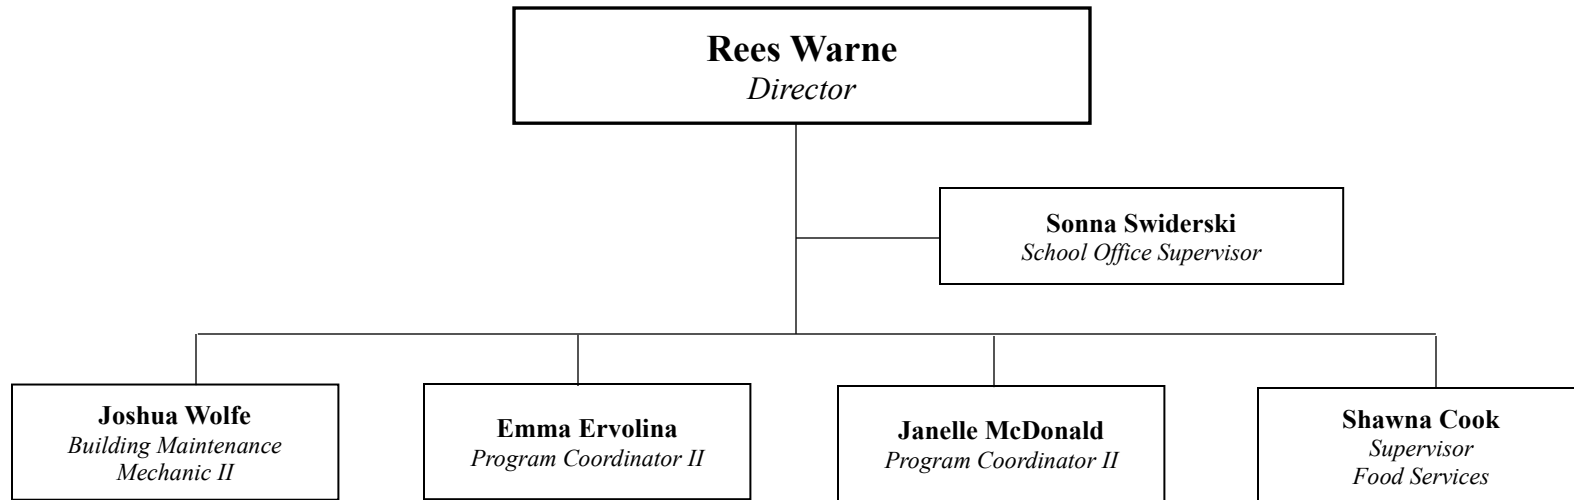 Rees Warne
Director
Sonna Swiderski
School Office Supervisor
Joshua Wolfe
Building Maintenance
Mechanic II
Emma Ervolina
Program Coordinator II
Janelle McDonald
Program Coordinator II
Shawna Cook
Supervisor
Food Services